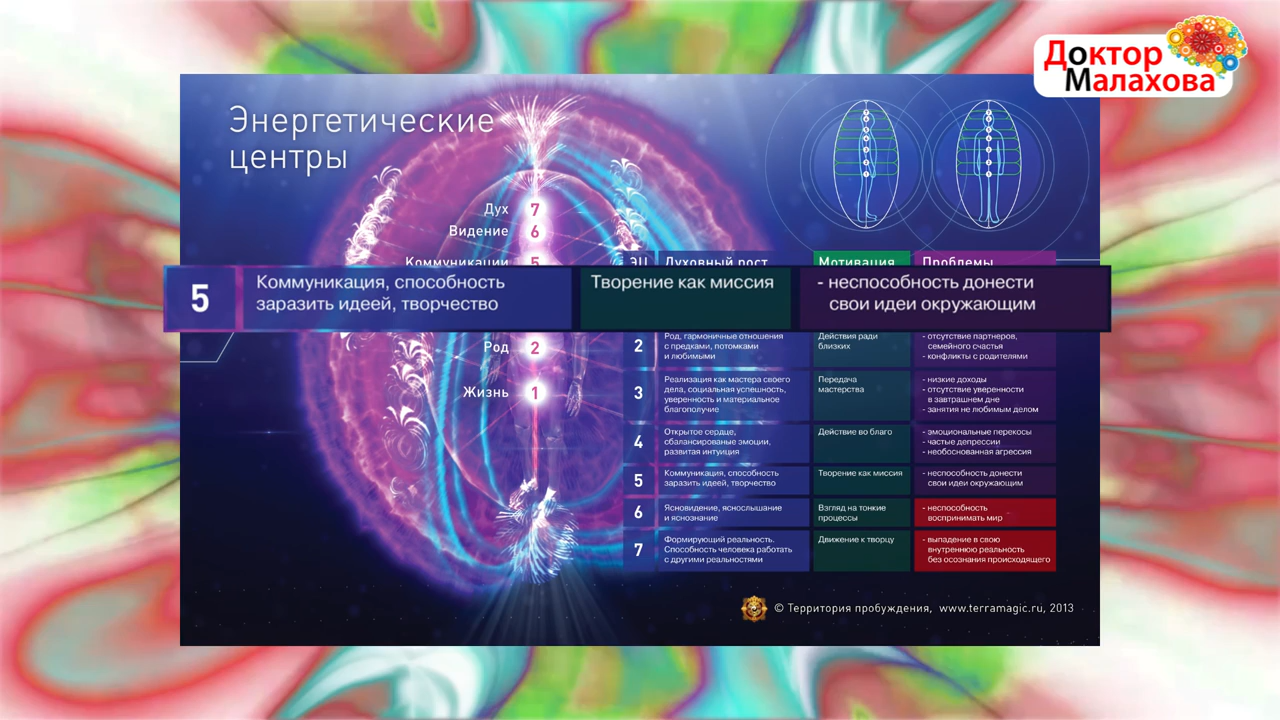 Доктор
Малахова
Энергетические
центры
Дух 7
Видение 6
Коммуникации 5
ЭЦ Духовный рост Мотивация Проблемы
5 Коммуникация, способность
заразить идеей, творчество
Творение как миссия
- неспособность донести
свои идеи окружающим
Род 2
Жизнь 1
2 Род, гармоничные отношения
с предками, потомками
и любимыми
Действия ради
близких
- отсутствие партнеров,
семейного счастья
- конфликты с родителями
3 Реализация как мастера своего
дела, социальная успешность,
уверенность и материальное
благополучие
Передача
мастерства
- низкие доходы
- отсутствие уверенности
в завтрашнем дне
- занятия не любимым делом
4 Открытое сердце,
сбалансированые эмоции,
развитая интуиция
Действие во благо
- эмоциональные перекосы
- частые депрессии
- необоснованная агрессия
5 Коммуникация, способность
заразить идеей, творчество
Творение как миссия
- неспособность донести
свои идеи окружающим
6 Ясновидение, яснослышание
и яснознание
Взгляд на тонкие
процессы
- неспособность
воспринимать мир
7 Формирующий реальность.
Способность человека работать
с другими реальностями
Движение к творцу
- выпадение в свою
внутреннюю реальность
без осознания происходящего
© Территория пробуждения, www.terramagic.ru, 2013